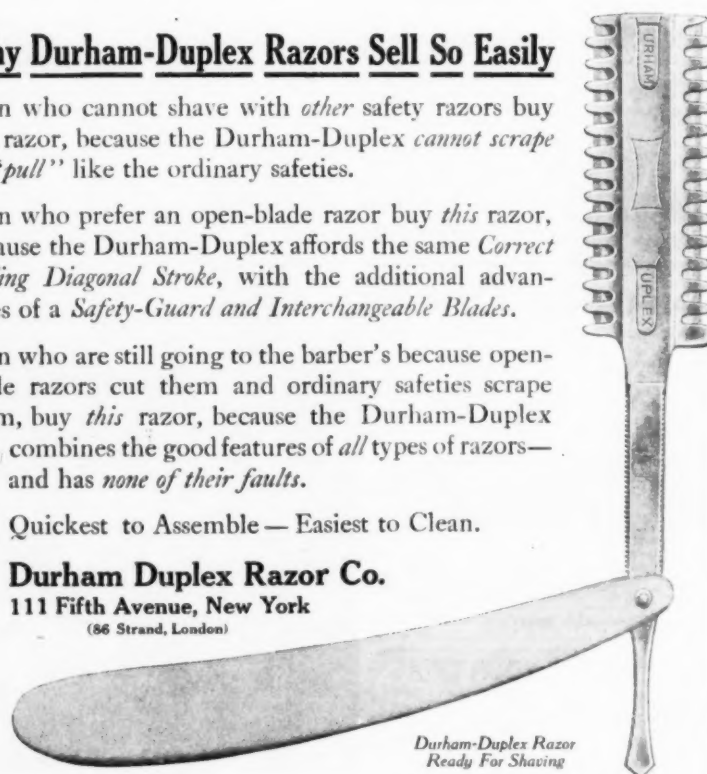 ny Durham-Duplex Razors Sell So Easily
n who cannot shave with other safety razors buy
razor, because the Durham-Duplex cannot scrape
"pull" like the ordinary safeties.
n who prefer an open-blade razor buy this razor,
ause the Durham-Duplex affords the same Correct
ing Diagonal Stroke, with the additional advan-
es of a Safety-Guard and Interchangeable Blades.
n who are still going to the barber's because open-
le razors cut them and ordinary safeties scrape
m, buy this razor, because the Durham-Duplex
combines the good features of all types of razors—
and has none of their faults.
Quickest to Assemble — Easiest to Clean.
Durham Duplex Razor Co.
111 Fifth Avenue, New York
(86 Strand, London)
URHAM
UPLEX
Durham-Duplex Razor
Ready For Shaving